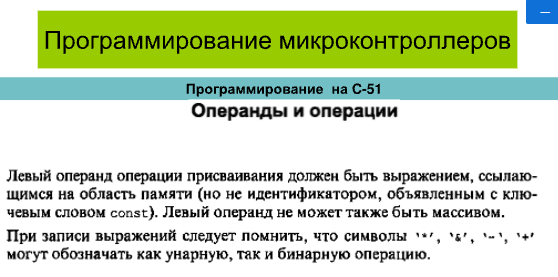 Программирование микроконтроллеров
Программирование на С-51
Операнды и операции
Левый операнд операции присваивания должен быть выражением, ссылаю-
щимся на область памяти (но не идентификатором, объявленным с клю-
чевым словом const). Левый операнд не может также быть массивом.
При записи выражений следует помнить, что символы '*', '&', '-', '+'
могут обозначать как унарную, так и бинарную операцию.